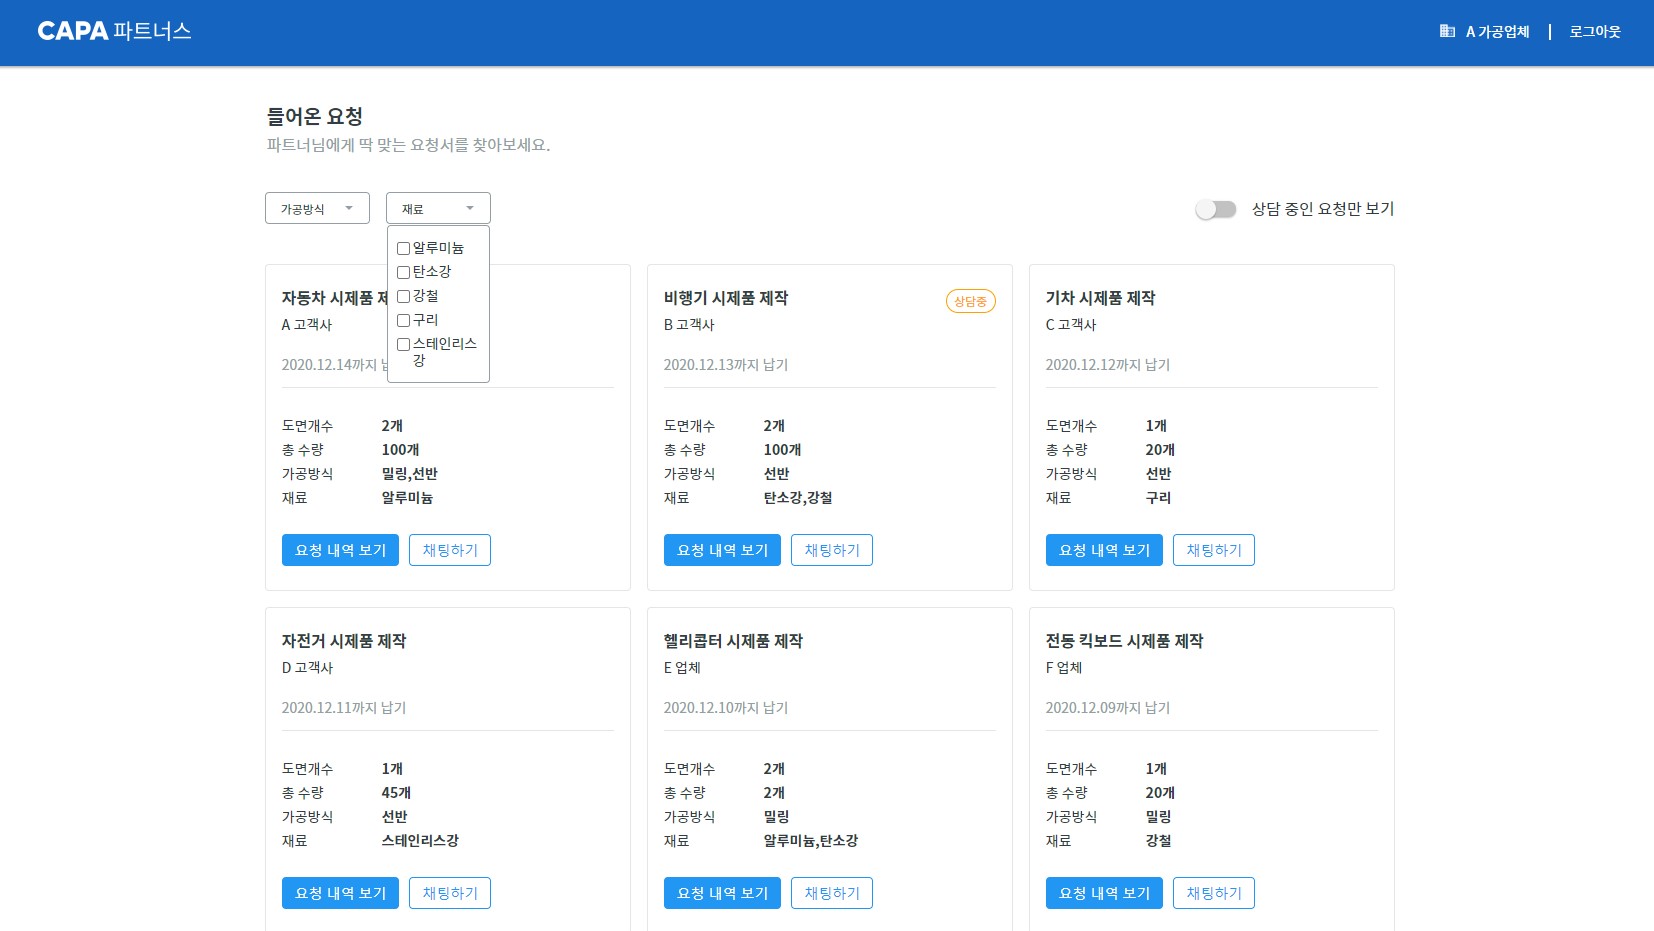 CAPA 파트너스
A 가공업체
로그아웃
들어온 요청
파트너님에게 딱 맞는 요청서를 찾아보세요.
가공방식
재료
상담 중인 요청만 보기
알루미늄
탄소강
강철
구리
스테인리스
강
자동차 시제품
A 고객사
2020.12.14까지
도면개수 2개
총 수량 100개
가공방식 밀링,선반
재료 알루미늄
요청 내역 보기 채팅하기
비행기 시제품 제작
상담중
B 고객사
2020.12.13까지 납기
도면개수 2개
총 수량 100개
가공방식 선반
재료 탄소강,강철
요청 내역 보기 채팅하기
기차 시제품 제작
C 고객사
2020.12.12까지 납기
도면개수 1개
총 수량 20개
가공방식 선반
재료 구리
요청 내역 보기 채팅하기
자전거 시제품 제작
D 고객사
2020.12.11까지 납기
도면개수 1개
총 수량 45개
가공방식 선반
재료 스테인리스강
요청 내역 보기 채팅하기
헬리콥터 시제품 제작
E 업체
2020.12.10까지 납기
도면개수 2개
총 수량 2개
가공방식 밀링
재료 알루미늄,탄소강
요청 내역 보기 채팅하기
전동 킥보드 시제품 제작
F 업체
2020.12.09까지 납기
도면개수 1개
총 수량 20개
가공방식 밀링
재료 강철
요청 내역 보기 채팅하기